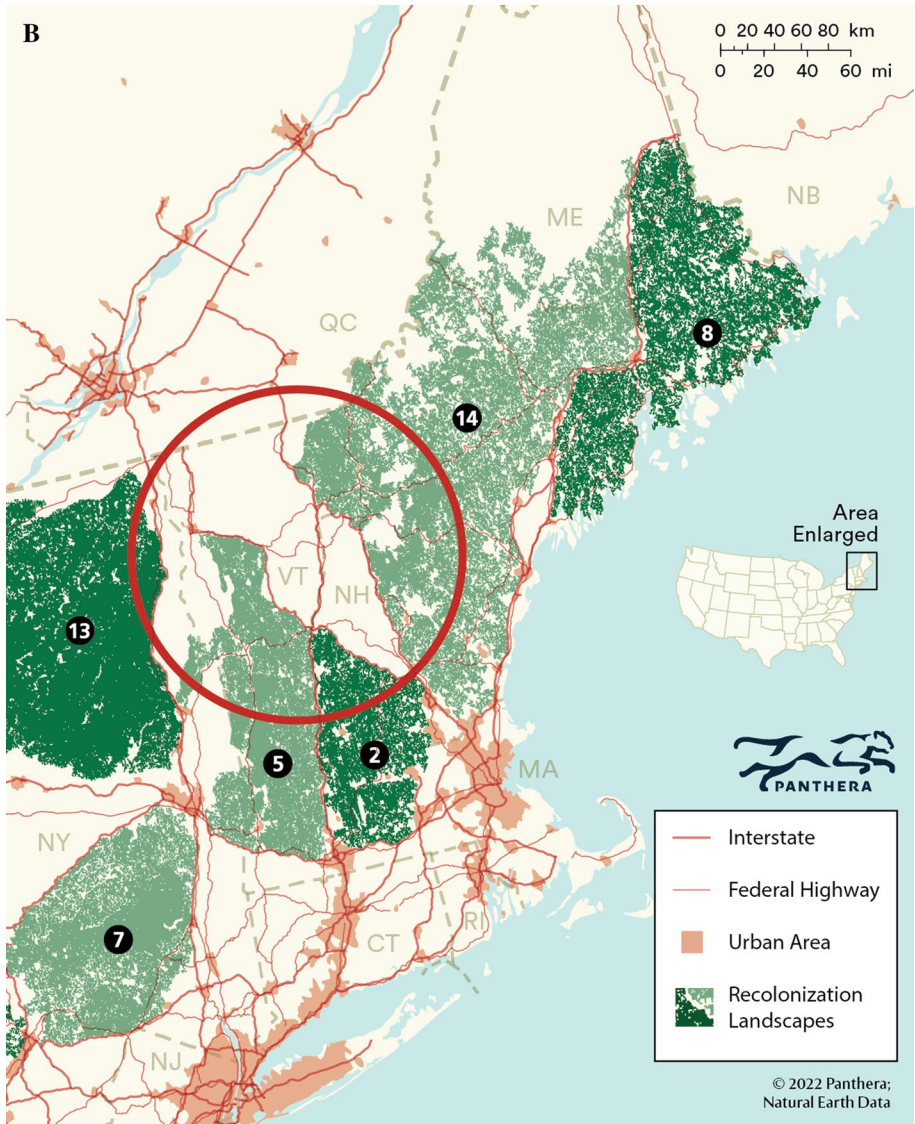 B
0 20 40 60 80 km
0 20 40 60 mi
NB
ME
QC
8
14
Area
Enlarged
VT
NH
13
2
5
MA
PANTHERA
NY
Interstate
Federal Highway
7
CT
RI
Urban Area
Recolonization
Landscapes
NJ
© 2022 Panthera;
Natural Earth Data